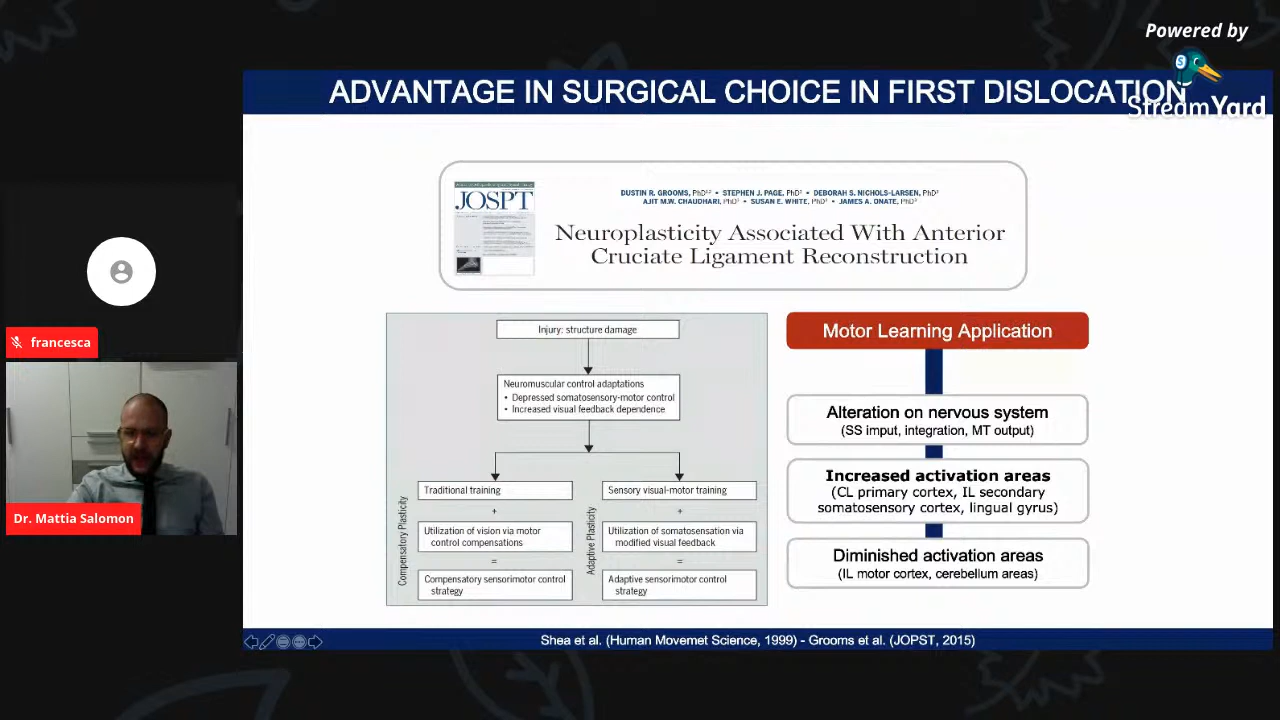 Powered by
StreamYard
ADVANTAGE IN SURGICAL CHOICE IN FIRST DISLOCATION
JOSPT
DUSTIN R. GROOMS, PhD • STEPHEN J. PAGE, PhD • DEBORAH S. NICHOLS-LARSEN, PhD
AJIT M.W. CHAUDHARI, PhD • SUSAN E. WHITE, PhD • JAMES A. ONATE, PhD
Neuroplasticity Associated With Anterior
Cruciate Ligament Reconstruction
Injury: structure damage
Neuromuscular control adaptations
• Depressed somatosensory-motor control
• Increased visual feedback dependence
Compensatory Plasticity
Traditional training
+
Utilization of vision via motor
control compensations
=
Compensatory sensorimotor control
strategy
Adaptive Plasticity
Sensory visual-motor training
+
Utilization of somatosensation via
modified visual feedback
=
Adaptive sensorimotor control
strategy
Motor Learning Application
Alteration on nervous system
(SS imput, integration, MT output)
Increased activation areas
(CL primary cortex, IL secondary
somatosensory cortex, lingual gyrus)
Diminished activation areas
(IL motor cortex, cerebellum areas)
Shea et al. (Human Movemet Science, 1999) - Grooms et al. (JOPST, 2015)
francesca
Dr. Mattia Salomon